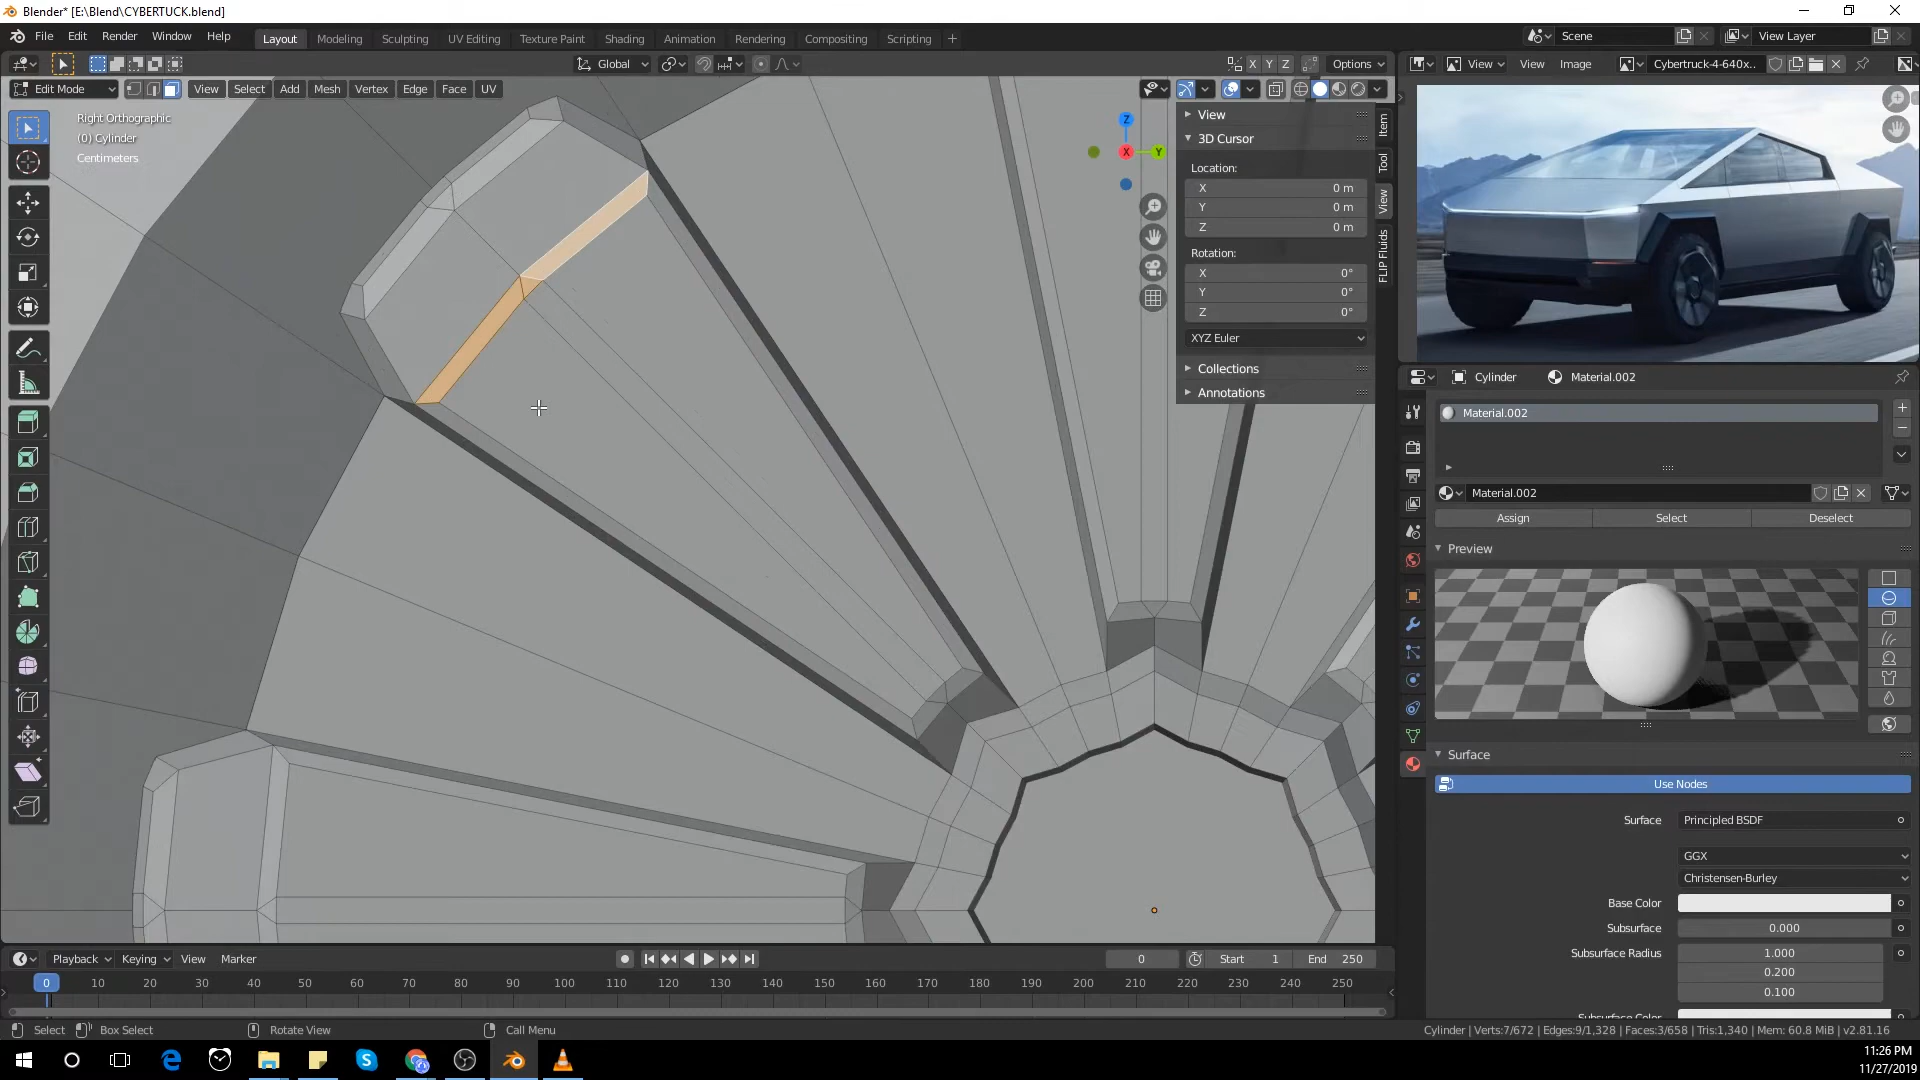 Blender* [E:\Blend\CYBERTUCK.blend]
File Edit Render Window Help
Layout Modeling Sculpting UV Editing Texture Paint Shading Animation Rendering Compositing Scripting +
Scene
View Layer
Global
X Y Z
Options
View View Image Cybertruck-4-640x..
Edit Mode
View Select Add Mesh Vertex Edge Face UV
Right Orthographic
(0) Cylinder
Centimeters
Z
X
Y
View
3D Cursor
Location:
X 0 m
Y 0 m
Z 0 m
Rotation:
X 0°
Y 0°
Z 0°
XYZ Euler
Collections
Annotations
Item
Tool
View
FLIP Fluids
Cylinder Material.002
Material.002
Material.002
Assign Select Deselect
Preview
Surface
Use Nodes
Surface Principled BSDF
GGX
Christensen-Burley
Base Color
Subsurface 0.000
Subsurface Radius 1.000
0.200
0.100
Subsurface Color
Playback Keying View Marker
0
Start 1
End 250
0 10 20 30 40 50 60 70 80 90 100 110 120 130 140 150 160 170 180 190 200 210 220 230 240 250
Select Box Select Rotate View Call Menu
Cylinder | Verts:7/672 | Edges:9/1,328 | Faces:3/658 | Tris:1,340 | Mem: 60.8 MiB | v2.81.16
11:26 PM
11/27/2019